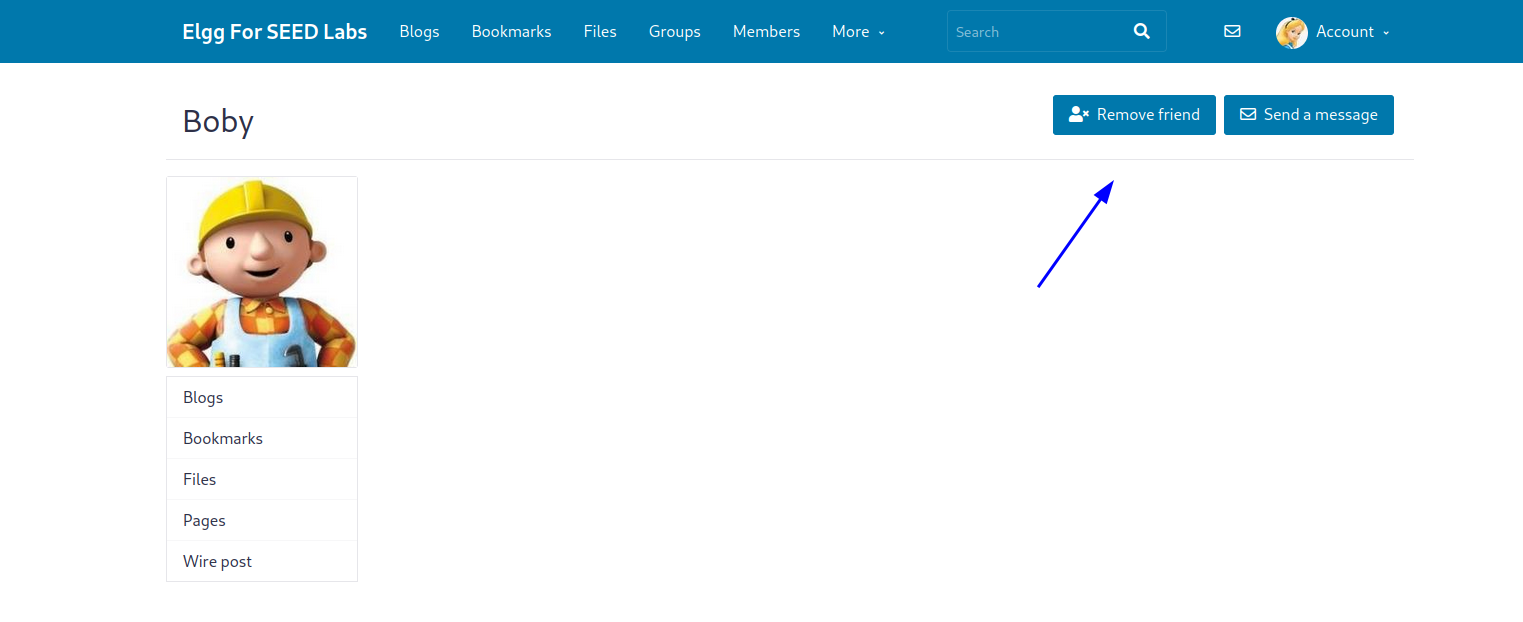 Elgg For SEED Labs Blogs Bookmarks Files Groups Members More Search Account
Boby Remove friend Send a message
Blogs
Bookmarks
Files
Pages
Wire post